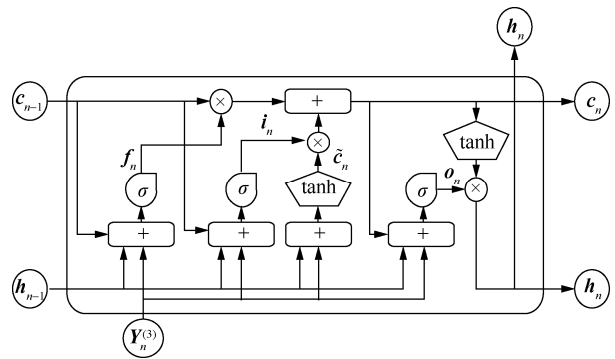 h_n
c_{n-1}
×
+
c_n
f_n
i_n
×
c̃_n
tanh
σ
σ
tanh
σ
o_n
×
+
+
+
+
h_{n-1}
h_n
Y_n^{(3)}